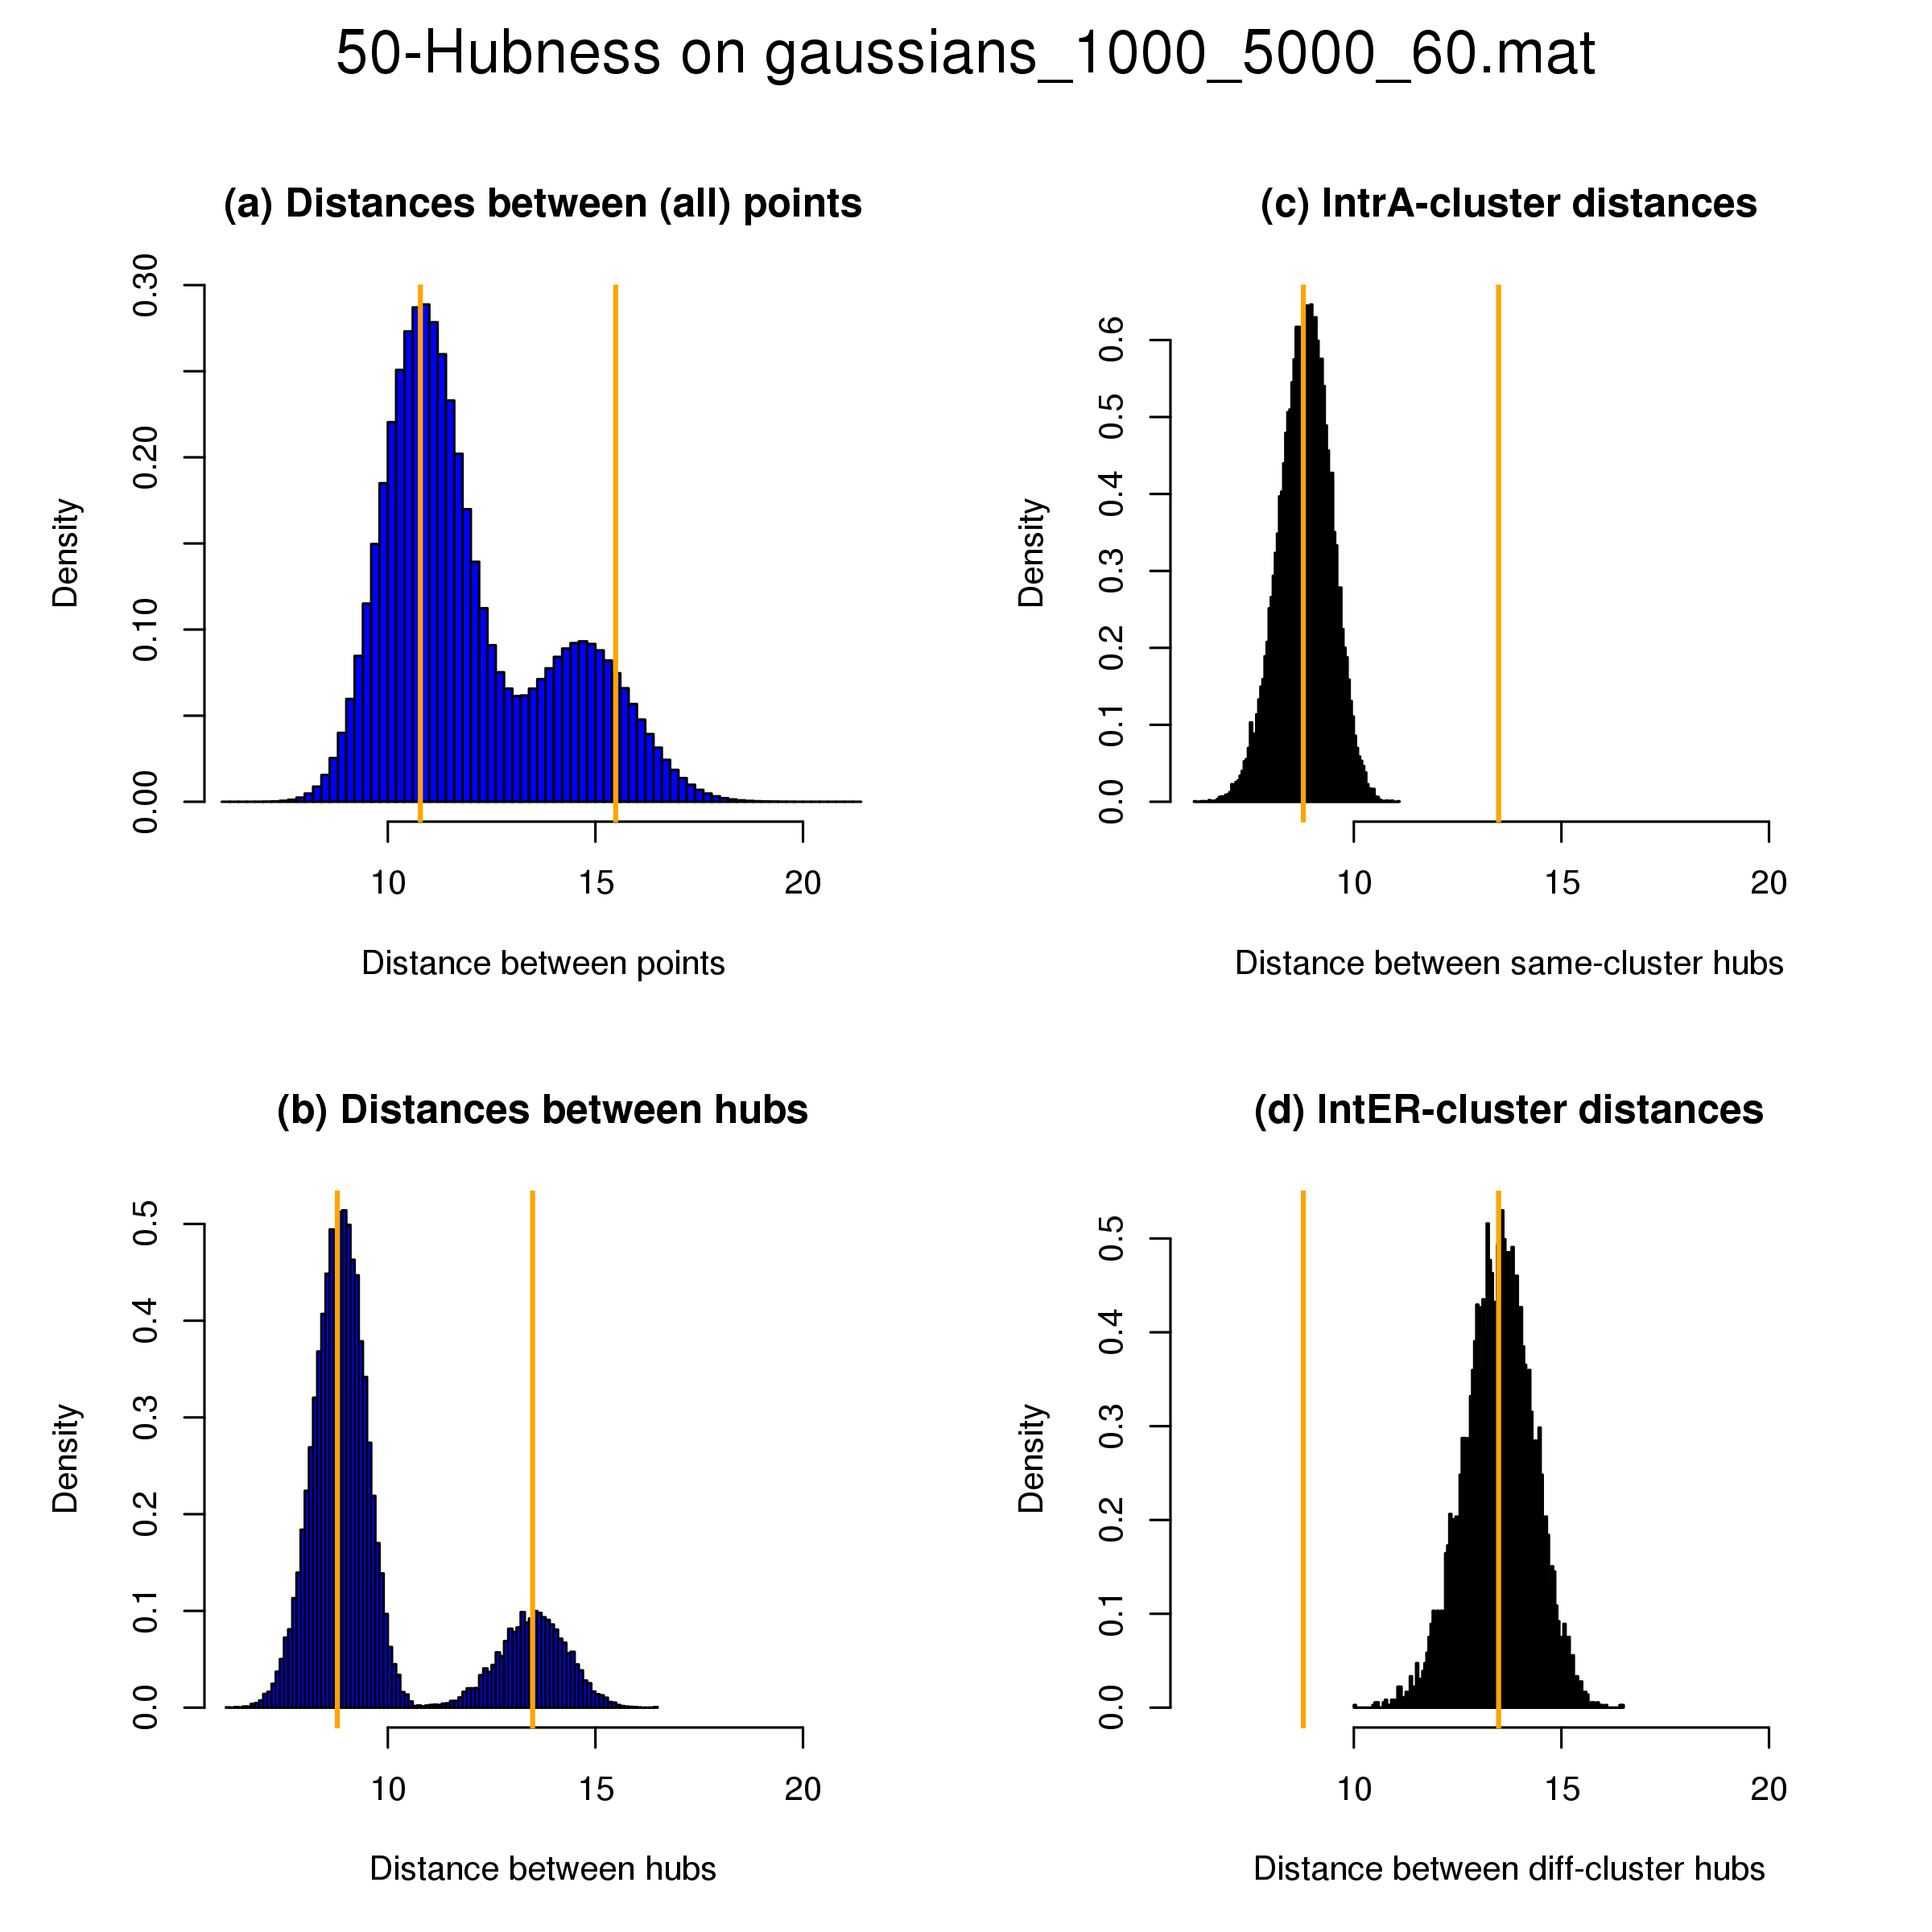 50-Hubness on gaussians_1000_5000_60.mat
(a) Distances between (all) points
Density
0.00
0.10
0.20
0.30
10 15 20
Distance between points
(c) IntrA-cluster distances
Density
0.0
0.1
0.2
0.3
0.4
0.5
0.6
10 15 20
Distance between same-cluster hubs
(b) Distances between hubs
Density
0.0
0.1
0.2
0.3
0.4
0.5
10 15 20
Distance between hubs
(d) IntER-cluster distances
Density
0.0
0.1
0.2
0.3
0.4
0.5
10 15 20
Distance between diff-cluster hubs